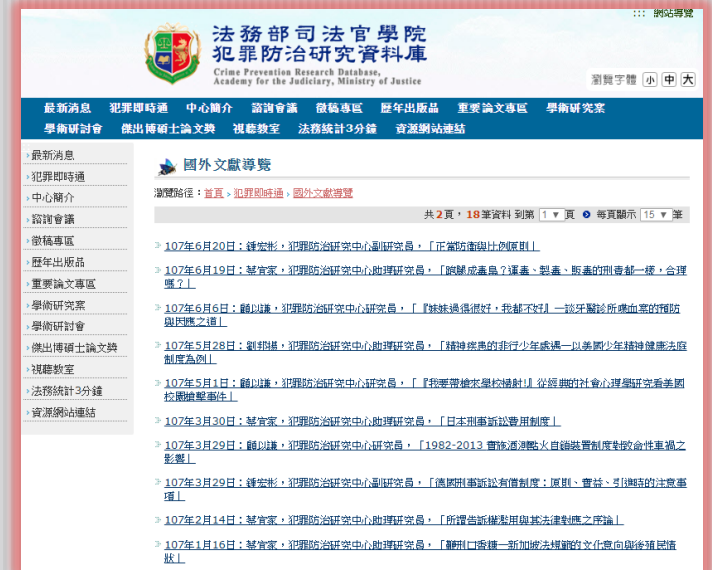 ::: 網站導覽
法務部司法官學院
犯罪防治研究資料庫
Crime Prevention Research Database,
Academy for the Judiciary, Ministry of Justice
瀏覽字體 小 中 大
最新消息 犯罪即時通 中心簡介 諮詢會議 徵稿專區 歷年出版品 重要論文專區 學術研究案
學術研討會 傑出博碩士論文獎 視聽教室 法務統計3分鐘 資源網站連結
最新消息
犯罪即時通
中心簡介
諮詢會議
徵稿專區
歷年出版品
重要論文專區
學術研究案
學術研討會
傑出博碩士論文獎
視聽教室
法務統計3分鐘
資源網站連結
國外文獻導覽
瀏覽路徑：首頁 > 犯罪即時通 > 國外文獻導覽
共2頁，18筆資料 到第 1 頁 每頁顯示 15 筆
107年6月20日：鍾宏彬，犯罪防治研究中心副研究員，「正當防衛與比例原則」
107年6月19日：蔡宜家，犯罪防治研究中心助理研究員，「跑腿成毒梟？運毒、製毒、販毒的刑責都一樣，合理
嗎？」
107年6月6日：顧以謙，犯罪防治研究中心研究員，「『妹妹過得很好，我都不好』—談牙醫診所喋血案的預防
與因應之道」
107年5月28日：劉邦揚，犯罪防治研究中心助理研究員，「精神疾患的非行少年處遇—以美國少年精神健康法庭
制度為例」
107年5月1日：顧以謙，犯罪防治研究中心研究員，「『我要帶槍來學校掃射!』從經典的社會心理學研究看美國
校園槍擊事件」
107年3月30日：蔡宜家，犯罪防治研究中心助理研究員，「日本刑事訴訟費用制度」
107年3月29日：顧以謙，犯罪防治研究中心研究員，「1982-2013 實施酒測點火自鎖裝置制度對致命性車禍之
影響」
107年3月29日：鍾宏彬，犯罪防治研究中心副研究員，「德國刑事訴訟有償制度：原則、實益、引進時的注意事
項」
107年2月14日：蔡宜家，犯罪防治研究中心助理研究員，「所謂告訴權濫用與其法律對應之序論」
107年1月16日：蔡宜家，犯罪防治研究中心助理研究員，「鞭刑口香糖—新加坡法規範的文化意向與後殖民情
狀」